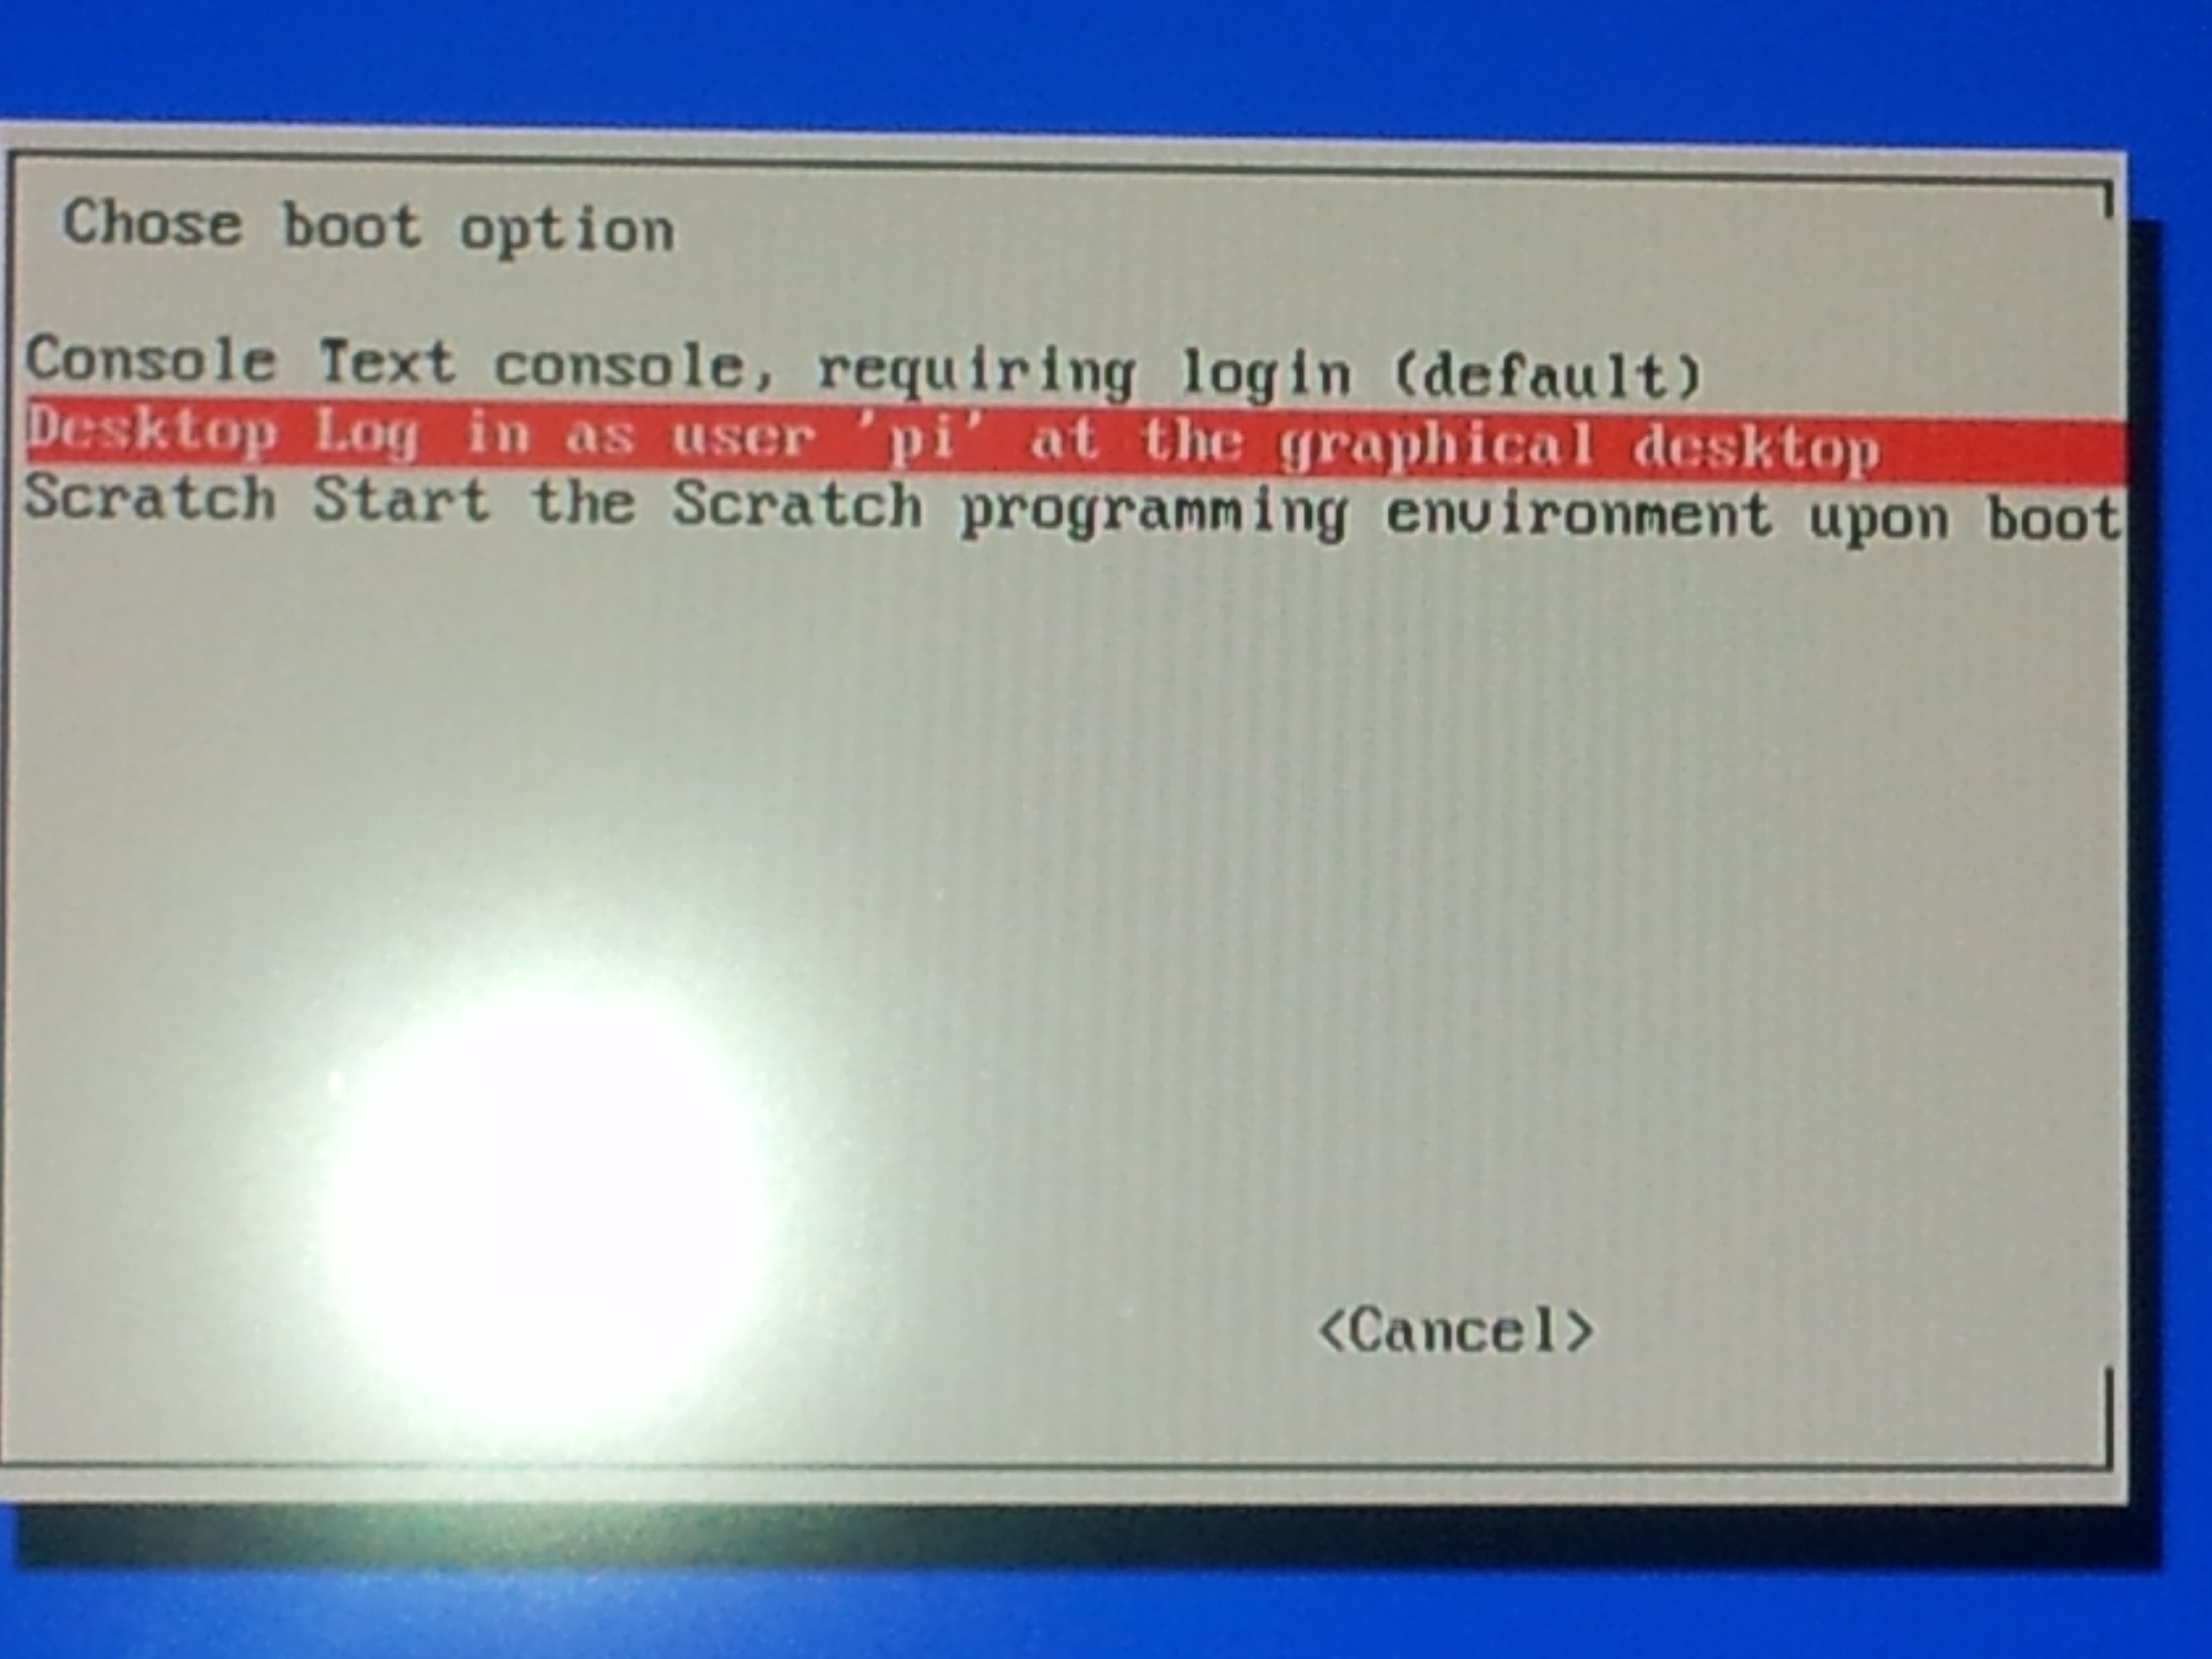 Chose boot option
Console Text console, requiring login (default)
Desktop Log in as user 'pi' at the graphical desktop
Scratch Start the Scratch programming environment upon boot
<Cancel>